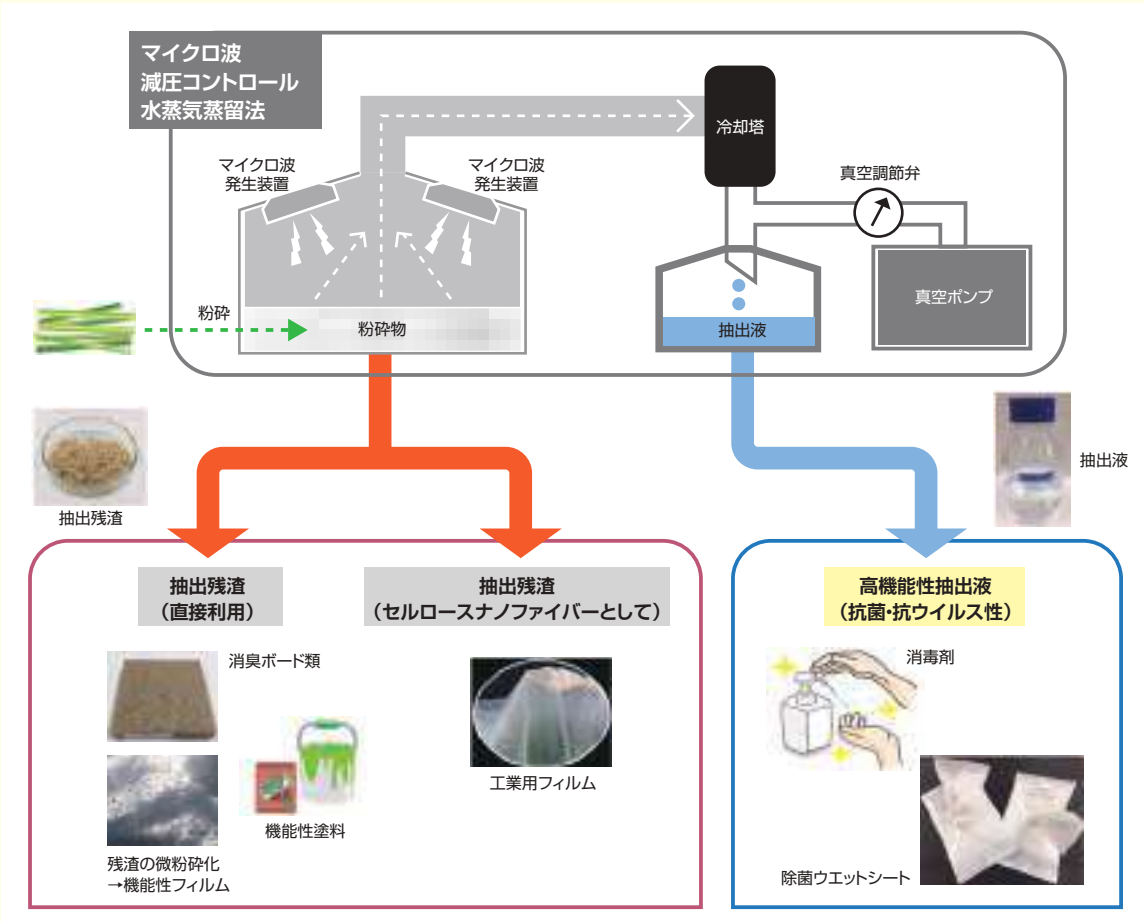 マイクロ波
減圧コントロール
水蒸気蒸留法
マイクロ波
発生装置
マイクロ波
発生装置
冷却塔
真空調節弁
真空ポンプ
粉砕
粉砕物
抽出液
抽出残渣
抽出液
抽出残渣
（直接利用）
抽出残渣
（セルロースナノファイバーとして）
高機能性抽出液
（抗菌・抗ウイルス性）
消臭ボード類
機能性塗料
残渣の微粉砕化
→機能性フィルム
工業用フィルム
消毒剤
除菌ウエットシート